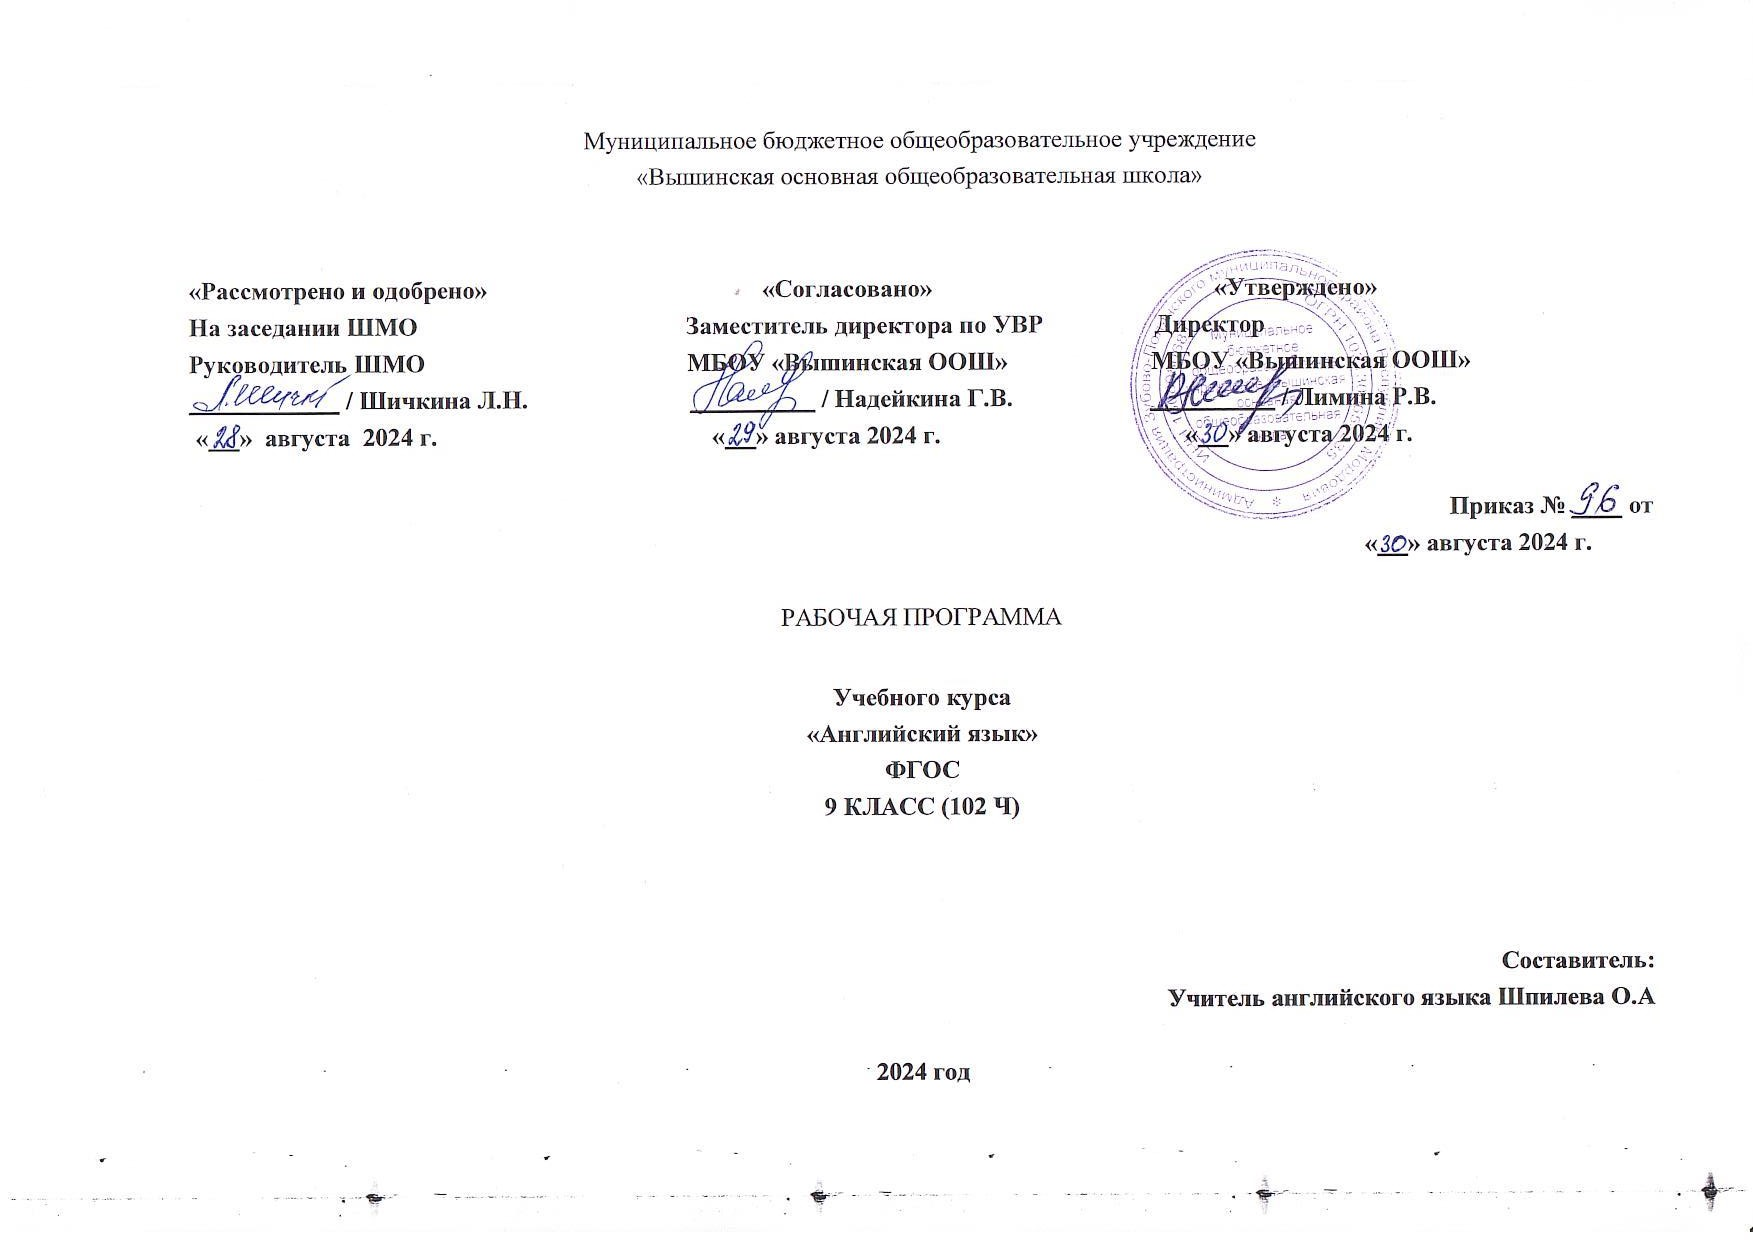 Муниципальное бюджетное общеобразовательное учреждение
«Вышинская основная общеобразовательная школа»
«Рассмотрено и одобрено»
На заседании ШМО
Руководитель ШМО
/ Шичкина Л.Н.
«28» августа 2024 г.
«Согласовано»
Заместитель директора по УВР
МБОУ «Вышинская ООШ»
/ Надейкина Г.В.
«29» августа 2024 г.
«Утверждено»
Директор
МБОУ «Вышинская ООШ»
/ Лимина Р.В.
«30» августа 2024 г.
Приказ № 96 от
«30» августа 2024 г.
РАБОЧАЯ ПРОГРАММА
Учебного курса
«Английский язык»
ФГОС
9 КЛАСС (102 Ч)
Составитель:
Учитель английского языка Шпилева О.А
2024 год